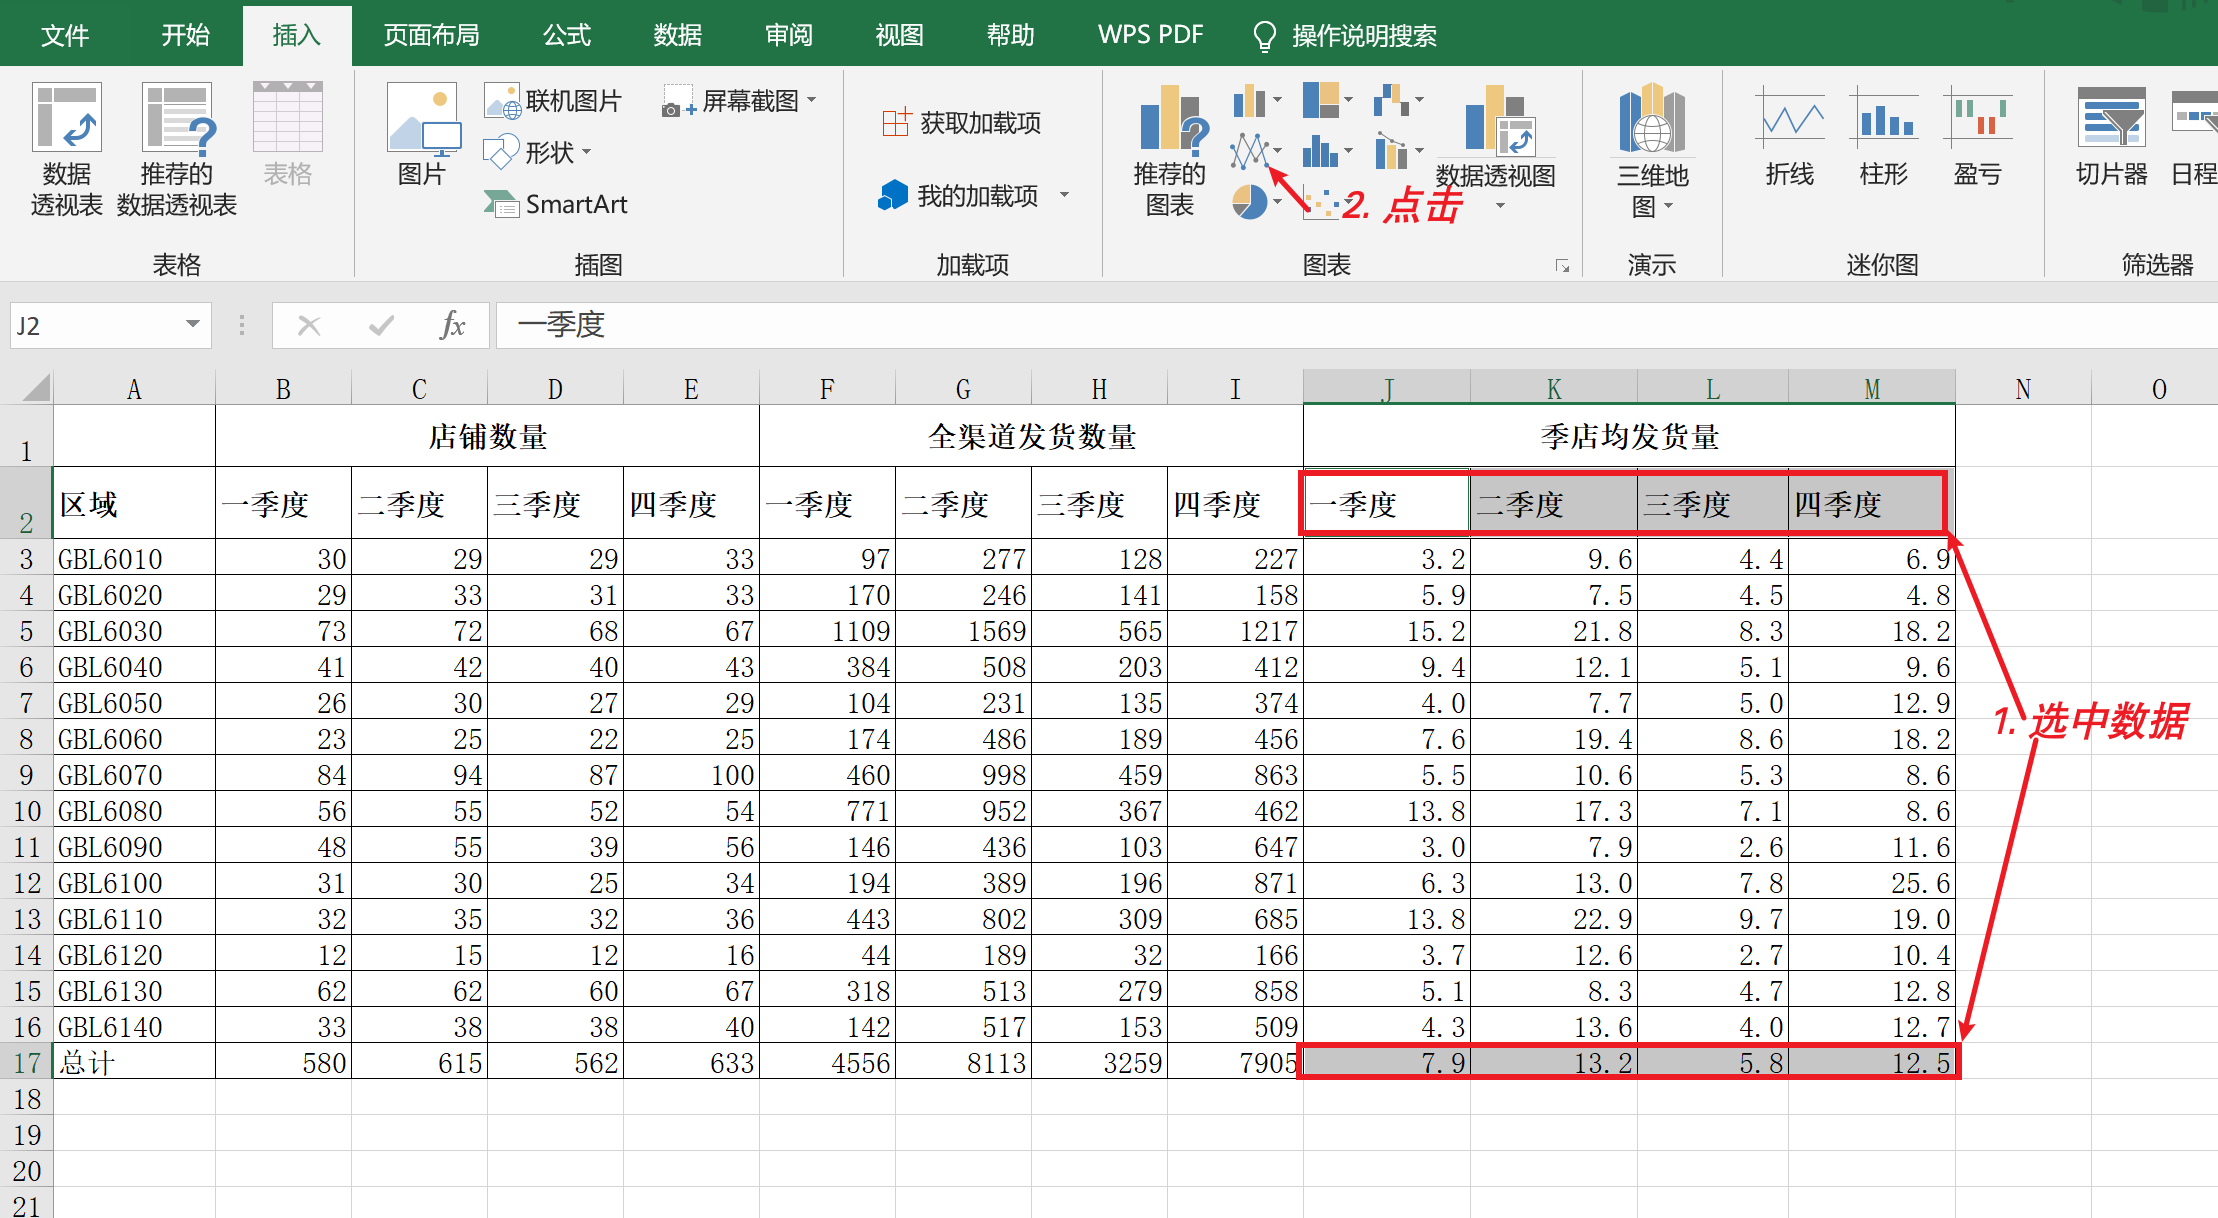 文件 开始 插入 页面布局 公式 数据 审阅 视图 帮助 WPS PDF 操作说明搜索
数据
透视表
推荐的
数据透视表
表格
表格
图片
联机图片
形状
SmartArt
屏幕截图
插图
获取加载项
我的加载项
加载项
推荐的
图表
数据透视图
图表
三维地
图
演示
折线
柱形
盈亏
迷你图
切片器
日程
筛选器
2. 点击
J2 fx 一季度
A B C D E F G H I J K L M N O
1 店铺数量 全渠道发货数量 季店均发货量
2 区域 一季度 二季度 三季度 四季度 一季度 二季度 三季度 四季度 一季度 二季度 三季度 四季度
3 GBL6010 30 29 29 33 97 277 128 227 3.2 9.6 4.4 6.9
4 GBL6020 29 33 31 33 170 246 141 158 5.9 7.5 4.5 4.8
5 GBL6030 73 72 68 67 1109 1569 565 1217 15.2 21.8 8.3 18.2
6 GBL6040 41 42 40 43 384 508 203 412 9.4 12.1 5.1 9.6
7 GBL6050 26 30 27 29 104 231 135 374 4.0 7.7 5.0 12.9
8 GBL6060 23 25 22 25 174 486 189 456 7.6 19.4 8.6 18.2
9 GBL6070 84 94 87 100 460 998 459 863 5.5 10.6 5.3 8.6
10 GBL6080 56 55 52 54 771 952 367 462 13.8 17.3 7.1 8.6
11 GBL6090 48 55 39 56 146 436 103 647 3.0 7.9 2.6 11.6
12 GBL6100 31 30 25 34 194 389 196 871 6.3 13.0 7.8 25.6
13 GBL6110 32 35 32 36 443 802 309 685 13.8 22.9 9.7 19.0
14 GBL6120 12 15 12 16 44 189 32 166 3.7 12.6 2.7 10.4
15 GBL6130 62 62 60 67 318 513 279 858 5.1 8.3 4.7 12.8
16 GBL6140 33 38 38 40 142 517 153 509 4.3 13.6 4.0 12.7
17 总计 580 615 562 633 4556 8113 3259 7905 7.9 13.2 5.8 12.5
18
19
20
21
1. 选中数据